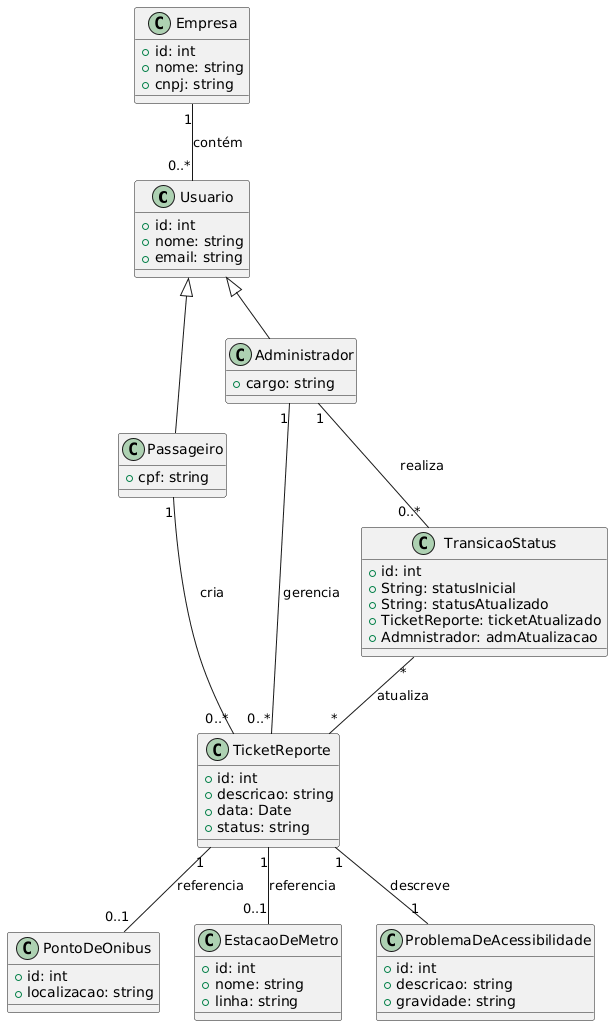 C Empresa
id: int
nome: string
cnpj: string
1
contém
0..*
C Usuario
id: int
nome: string
email: string
C Administrador
cargo: string
1
1
C Passageiro
cpf: string
1
realiza
0..*
C TransicaoStatus
id: int
String: statusInicial
String: statusAtualizado
TicketReporte: ticketAtualizado
Admnistrador: admAtualizacao
cria
gerencia
*
atualiza
0..*
0..*
*
C TicketReporte
id: int
descricao: string
data: Date
status: string
1
1
1
referencia
referencia
descreve
0..1
0..1
1
C PontoDeOnibus
id: int
localizacao: string
C EstacaoDeMetro
id: int
nome: string
linha: string
C ProblemaDeAcessibilidade
id: int
descricao: string
gravidade: string